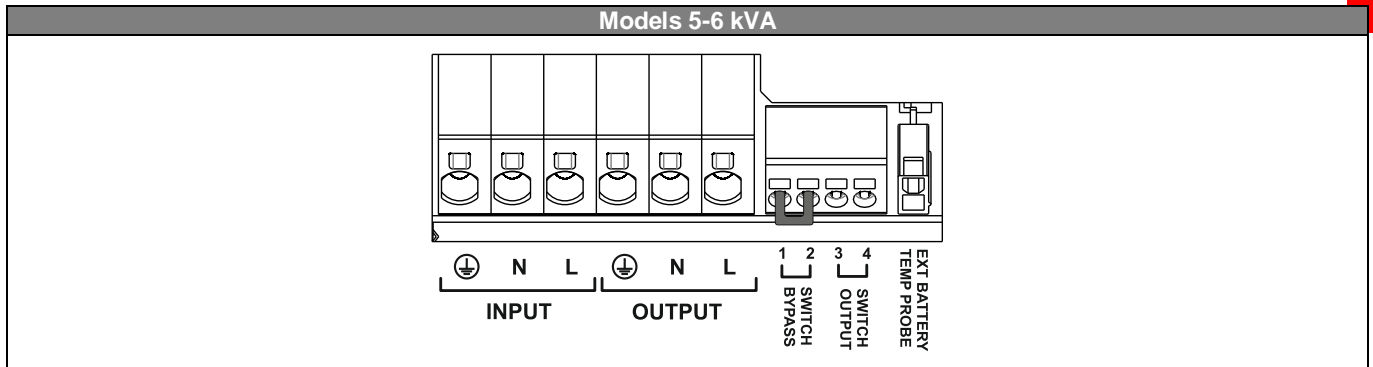 Models 5-6 kVA
N L N L 1 2 3 4
INPUT OUTPUT
SWITCH
BYPASS
SWITCH
OUTPUT
EXT BATTERY
TEMP PROBE